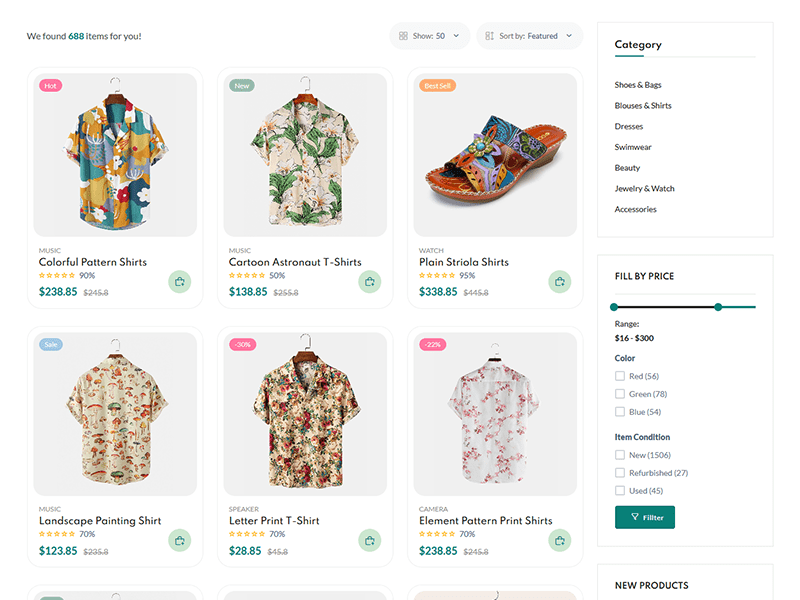 We found 688 items for you!
Show: 50
Sort by: Featured
Hot
MUSIC
Colorful Pattern Shirts
90%
$238.85 $245.8
New
MUSIC
Cartoon Astronaut T-Shirts
50%
$138.85 $255.8
Best Sell
WATCH
Plain Striola Shirts
95%
$338.85 $445.8
Sale
MUSIC
Landscape Painting Shirt
70%
$123.85 $235.8
-30%
SPEAKER
Letter Print T-Shirt
70%
$28.85 $45.8
-22%
CAMERA
Element Pattern Print Shirts
70%
$238.85 $245.8
Category
Shoes & Bags
Blouses & Shirts
Dresses
Swimwear
Beauty
Jewelry & Watch
Accessories
FILL BY PRICE
Range:
$16 - $300
Color
Red (56)
Green (78)
Blue (54)
Item Condition
New (1506)
Refurbished (27)
Used (45)
Fillter
NEW PRODUCTS